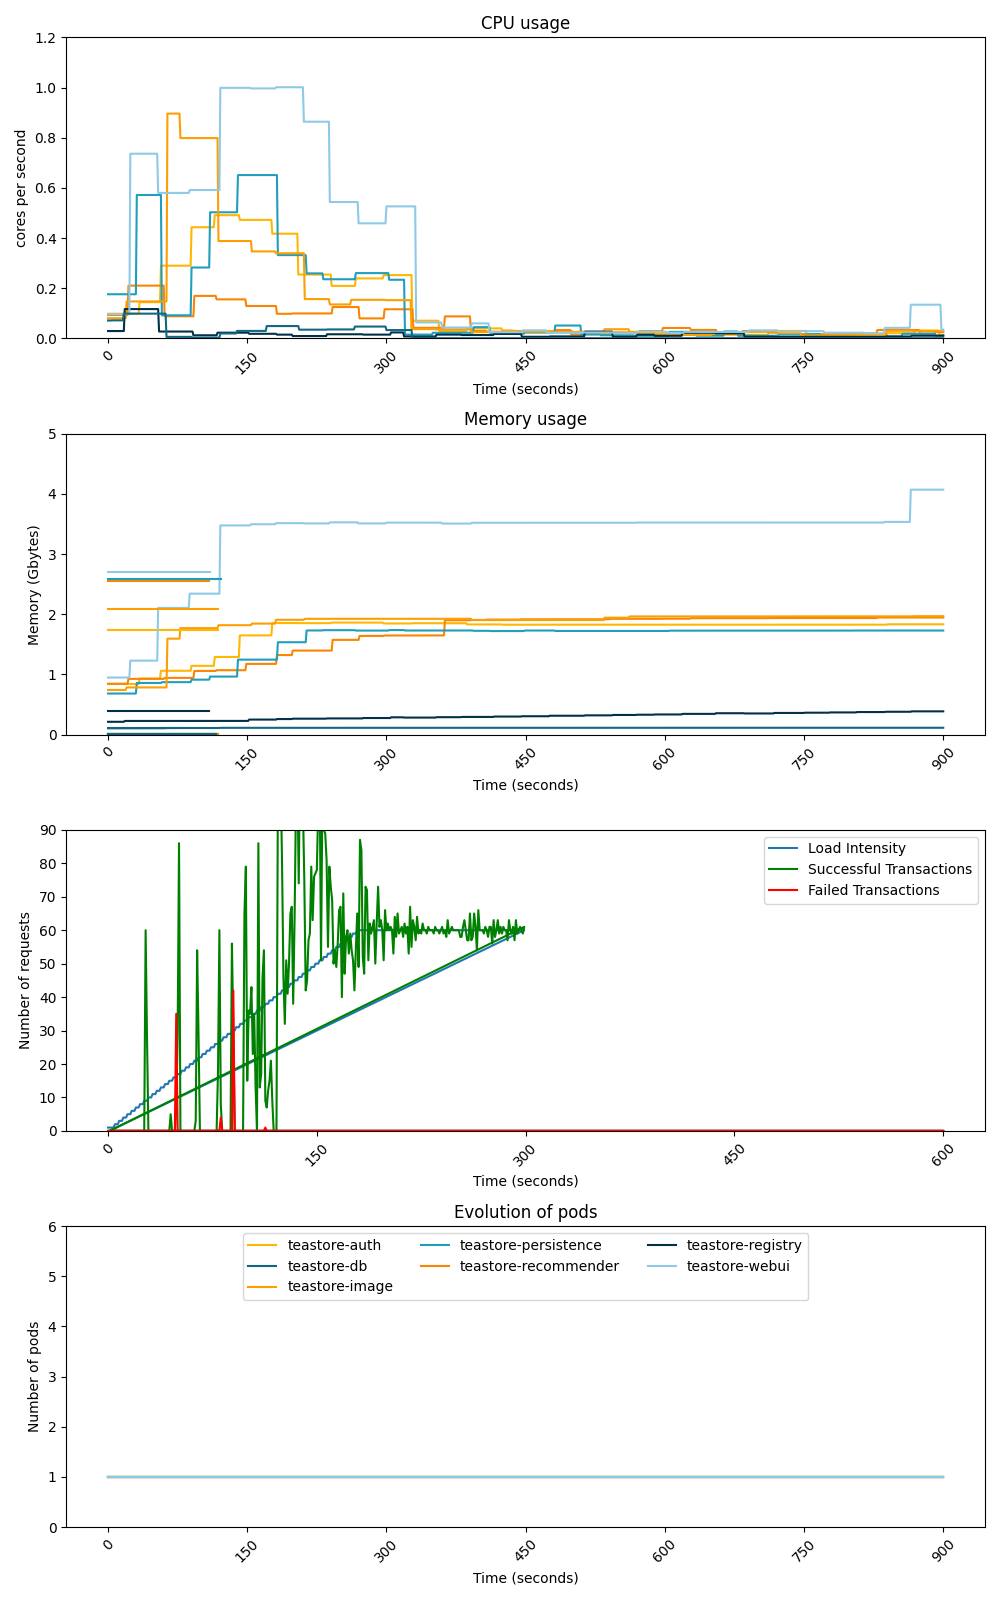 CPU usage
cores per second
1.2
1.0
0.8
0.6
0.4
0.2
0.0
0 150 300 450 600 750 900
Time (seconds)
Memory usage
Memory (Gbytes)
5
4
3
2
1
0
0 150 300 450 600 750 900
Time (seconds)
Number of requests
90
80
70
60
50
40
30
20
10
0
Load Intensity
Successful Transactions
Failed Transactions
0 150 300 450 600
Time (seconds)
Evolution of pods
Number of pods
6
5
4
3
2
1
0
teastore-auth teastore-persistence teastore-registry
teastore-db teastore-recommender teastore-webui
teastore-image
0 150 300 450 600 750 900
Time (seconds)